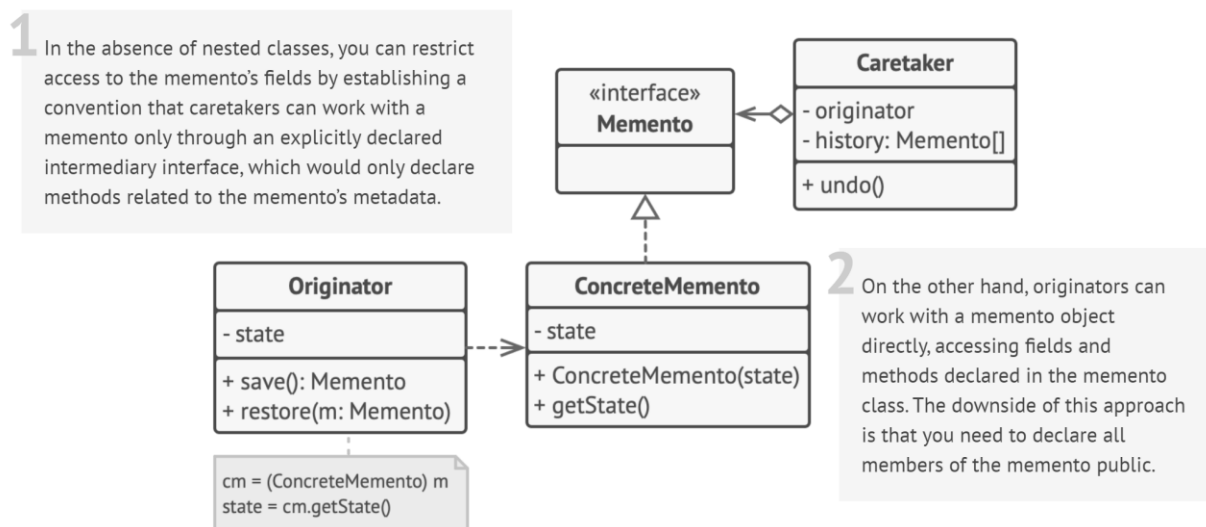 1
In the absence of nested classes, you can restrict
access to the memento’s fields by establishing a
convention that caretakers can work with a
memento only through an explicitly declared
intermediary interface, which would only declare
methods related to the memento’s metadata.
«interface»
Memento
Caretaker
- originator
- history: Memento[]
+ undo()
Originator
- state
+ save(): Memento
+ restore(m: Memento)
cm = (ConcreteMemento) m
state = cm.getState()
ConcreteMemento
- state
+ ConcreteMemento(state)
+ getState()
2
On the other hand, originators can
work with a memento object
directly, accessing fields and
methods declared in the memento
class. The downside of this approach
is that you need to declare all
members of the memento public.